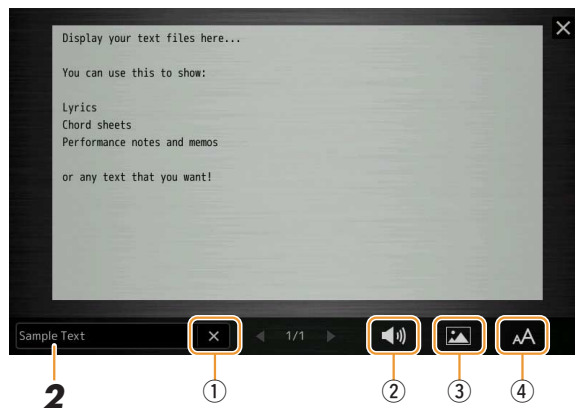 Display your text files here...
You can use this to show:
Lyrics
Chord sheets
Performance notes and memos
or any text that you want!
Sample Text × ◀ 1/1 ▶ AA
2 ① ② ③ ④